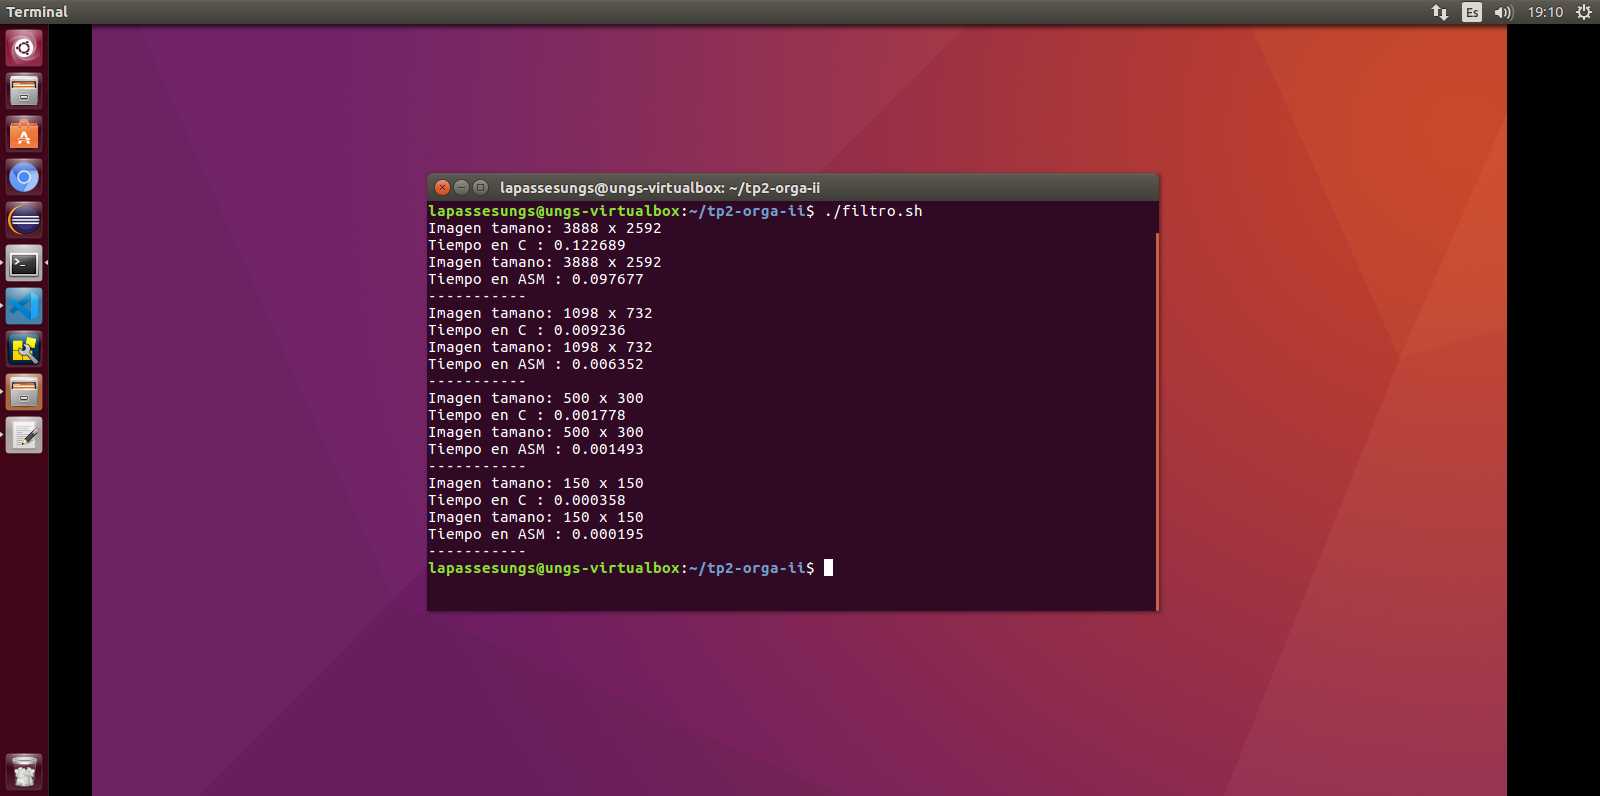 Terminal
Es
19:10
lapassesungs@ungs-virtualbox: ~/tp2-orga-ii
lapassesungs@ungs-virtualbox:~/tp2-orga-ii$ ./filtro.sh
Imagen tamano: 3888 x 2592
Tiempo en C : 0.122689
Imagen tamano: 3888 x 2592
Tiempo en ASM : 0.097677
-----------
Imagen tamano: 1098 x 732
Tiempo en C : 0.009236
Imagen tamano: 1098 x 732
Tiempo en ASM : 0.006352
-----------
Imagen tamano: 500 x 300
Tiempo en C : 0.001778
Imagen tamano: 500 x 300
Tiempo en ASM : 0.001493
-----------
Imagen tamano: 150 x 150
Tiempo en C : 0.000358
Imagen tamano: 150 x 150
Tiempo en ASM : 0.000195
-----------
lapassesungs@ungs-virtualbox:~/tp2-orga-ii$